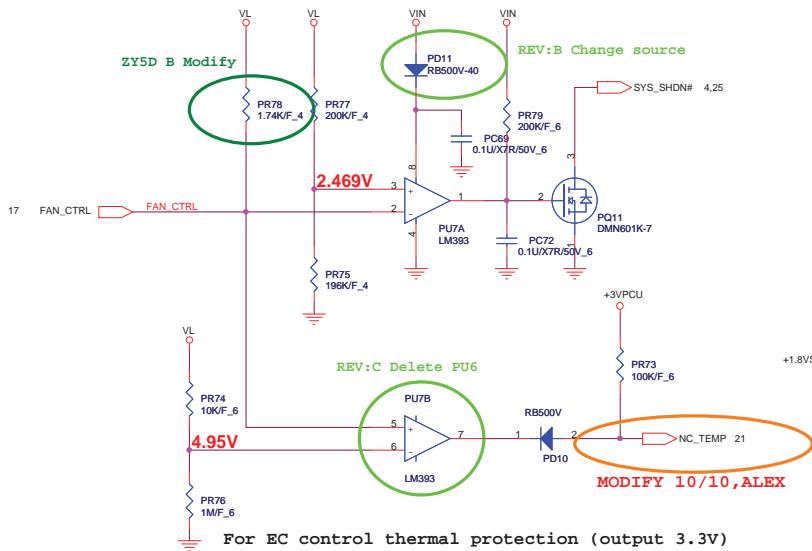 VL
VL
VIN
VIN
ZY5D B Modify
REV:B Change source
PD11
RB500V-40
PR78
1.74K/F_4
PR77
200K/F_4
PR79
200K/F_6
PC69
0.1U/X7R/50V_6
SYS_SHDN# 4,25
8
3
2.469V
3
+
1
2
17 FAN_CTRL
FAN_CTRL
2
-
PU7A
LM393
4
PQ11
DMN601K-7
1
PC72
0.1U/X7R/50V_6
PR75
196K/F_4
+3VPCU
VL
REV:C Delete PU6
PR73
100K/F_6
+1.8VS
PR74
10K/F_6
PU7B
5
+
7
RB500V
1
2
NC_TEMP 21
4.95V
6
-
PD10
LM393
MODIFY 10/10,ALEX
PR76
1M/F_6
For EC control thermal protection (output 3.3V)